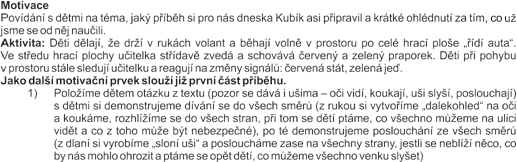 Motivace
Povídání s dětmi na téma, jaký příběh si pro nás dneska Kubík asi připravil a krátké ohlédnutí za tím, co už
jsme se od něj naučili.
Aktivita: Děti dělají, že drží v rukách volant a běhají volně v prostoru po celé hrací ploše „řídí auta“.
Ve středu hrací plochy učitelka střídavě zvedá a schovává červený a zelený praporek. Děti při pohybu
v prostoru stále sledují učitelku a reagují na změny signálů: červená stát, zelená jeď.
Jako další motivační prvek slouží již první část příběhu.
1) Položíme dětem otázky z textu (pozor se dává i ušima – oči vidí, koukají, uši slyší, poslouchají)
s dětmi si demonstrujeme dívání se do všech směrů (z rukou si vytvoříme „dalekohled“ na oči
a koukáme, rozhlížíme se do všech stran, při tom se dětí ptáme, co všechno můžeme na ulici
vidět a co z toho může být nebezpečné), po té demonstrujeme poslouchání ze všech směrů
(z dlaní si vyrobíme „sloní uši“ a posloucháme zase na všechny strany, jestli se neblíží něco, co
by nás mohlo ohrozit a ptáme se opět dětí, co můžeme všechno venku slyšet)